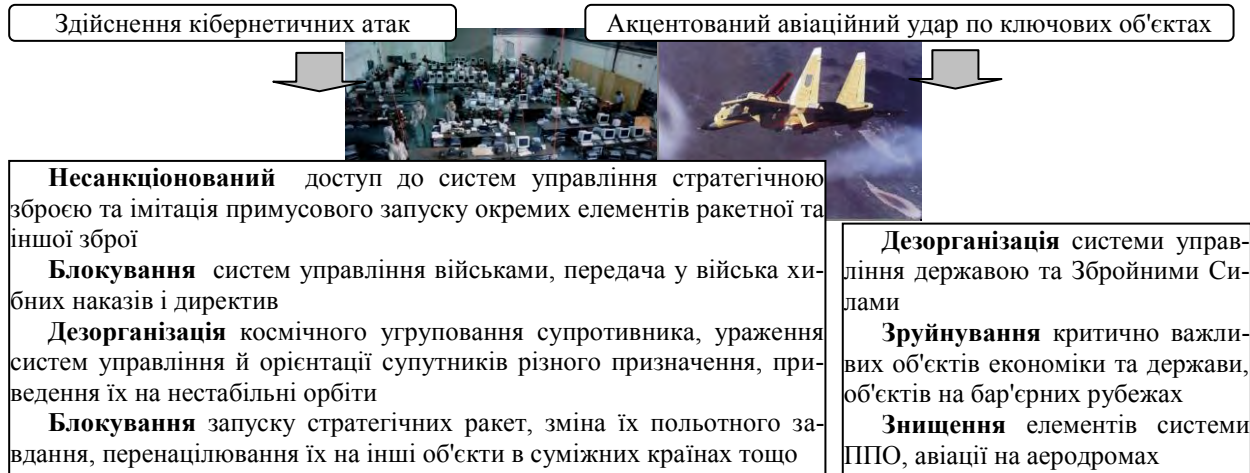 Здійснення кібернетичних атак
Акцентований авіаційний удар по ключових об'єктах
Несанкціонований доступ до систем управління стратегічною
зброєю та імітація примусового запуску окремих елементів ракетної та
іншої зброї
Блокування систем управління військами, передача у війська хи-
бних наказів і директив
Дезорганізація космічного угруповання супротивника, ураження
систем управління й орієнтації супутників різного призначення, при-
ведення їх на нестабільні орбіти
Блокування запуску стратегічних ракет, зміна їх польотного за-
вдання, перенацілювання їх на інші об'єкти в суміжних країнах тощо
Дезорганізація системи управ-
ління державою та Збройними Си-
лами
Зруйнування критично важли-
вих об'єктів економіки та держави,
об'єктів на бар'єрних рубежах
Знищення елементів системи
ППО, авіації на аеродромах